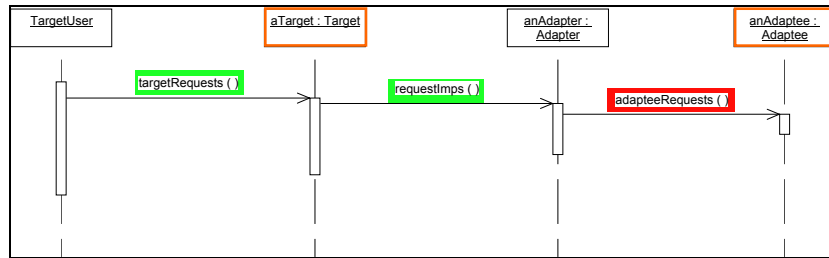 TargetUser
aTarget : Target
anAdapter :
Adapter
anAdaptee :
Adaptee
targetRequests ( )
requestImps ( )
adapteeRequests ( )